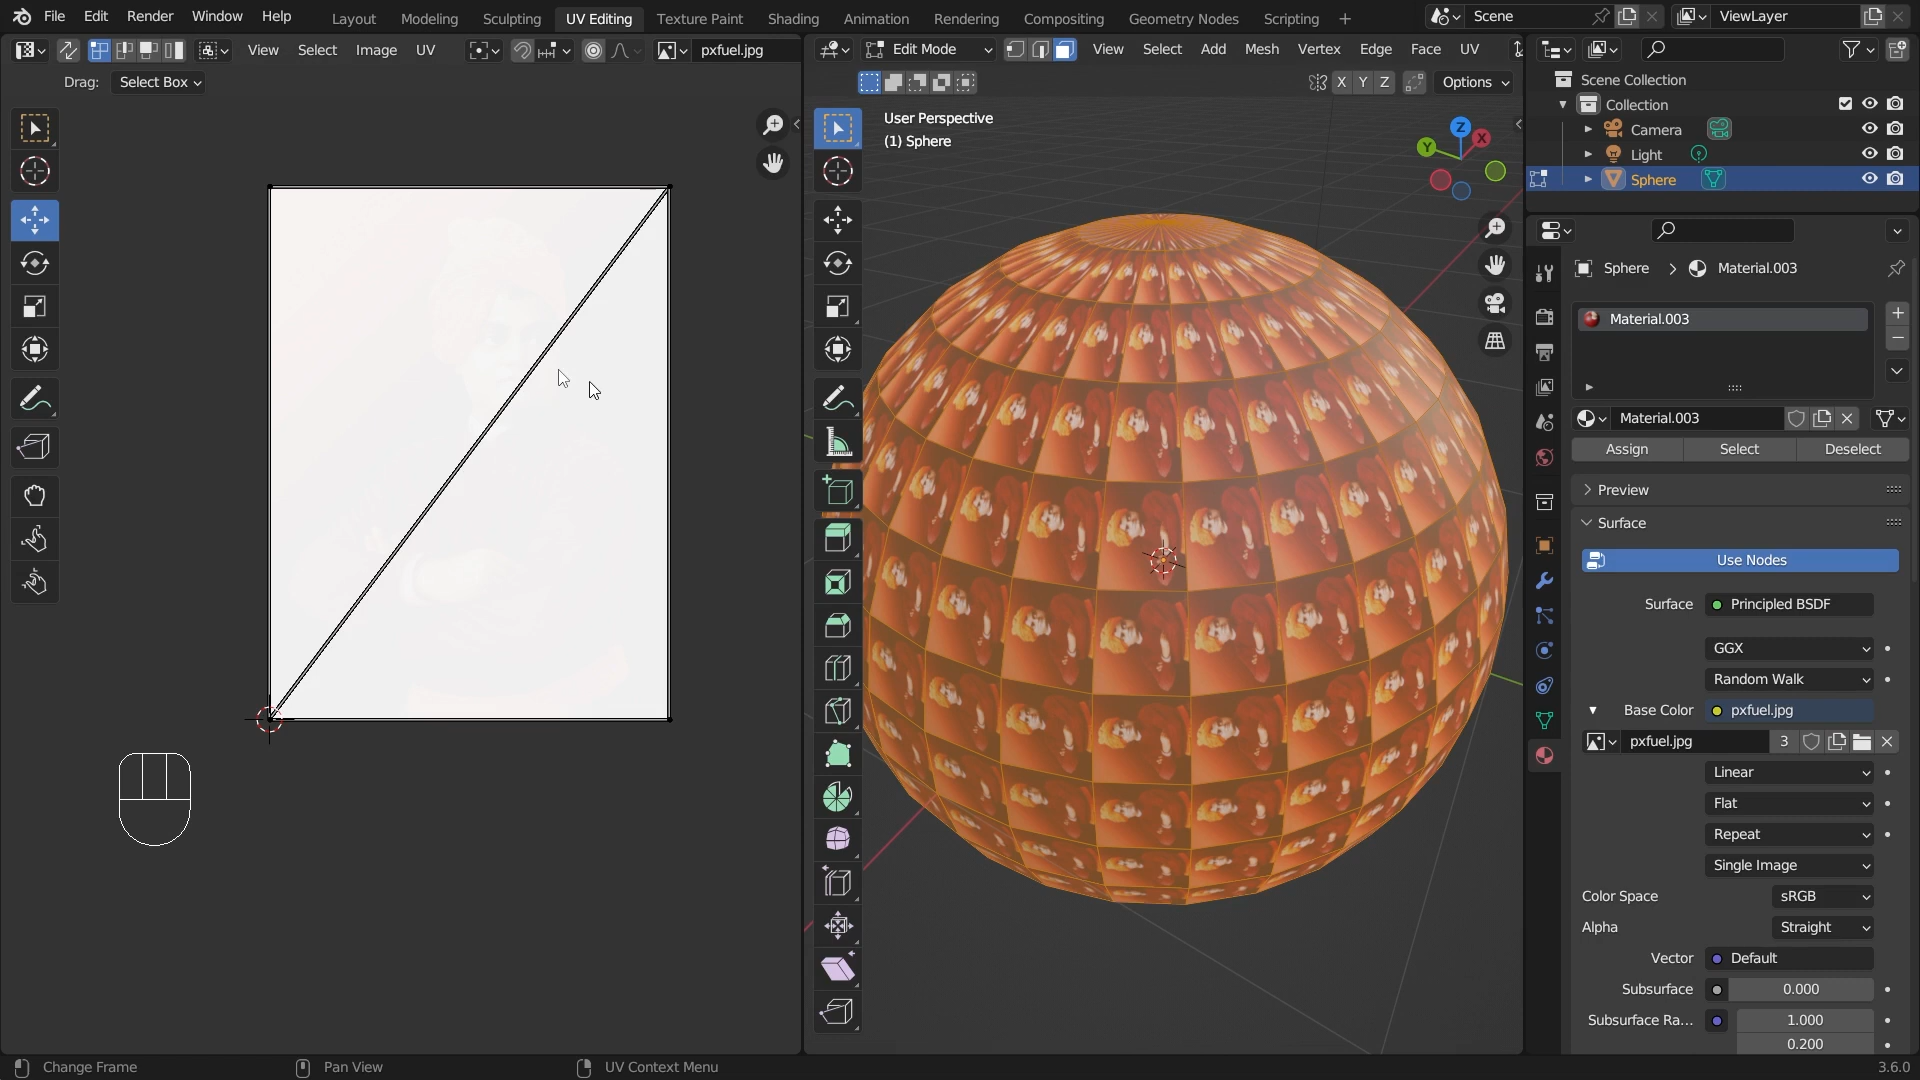 File Edit Render Window Help Layout Modeling Sculpting UV Editing Texture Paint Shading Animation Rendering Compositing Geometry Nodes Scripting + Scene ViewLayer
View Select Image UV pxfuel.jpg Edit Mode View Select Add Mesh Vertex Edge Face UV
Drag: Select Box X Y Z Options
Scene Collection
Collection
Camera
Light
Sphere
User Perspective
(1) Sphere
Z
X
Y
Sphere > Material.003
Material.003
Material.003
Assign Select Deselect
Preview
Surface
Use Nodes
Surface Principled BSDF
GGX
Random Walk
Base Color pxfuel.jpg
pxfuel.jpg 3
Linear
Flat
Repeat
Single Image
Color Space sRGB
Alpha Straight
Vector Default
Subsurface 0.000
Subsurface Ra... 1.000
0.200
Change Frame Pan View UV Context Menu 3.6.0